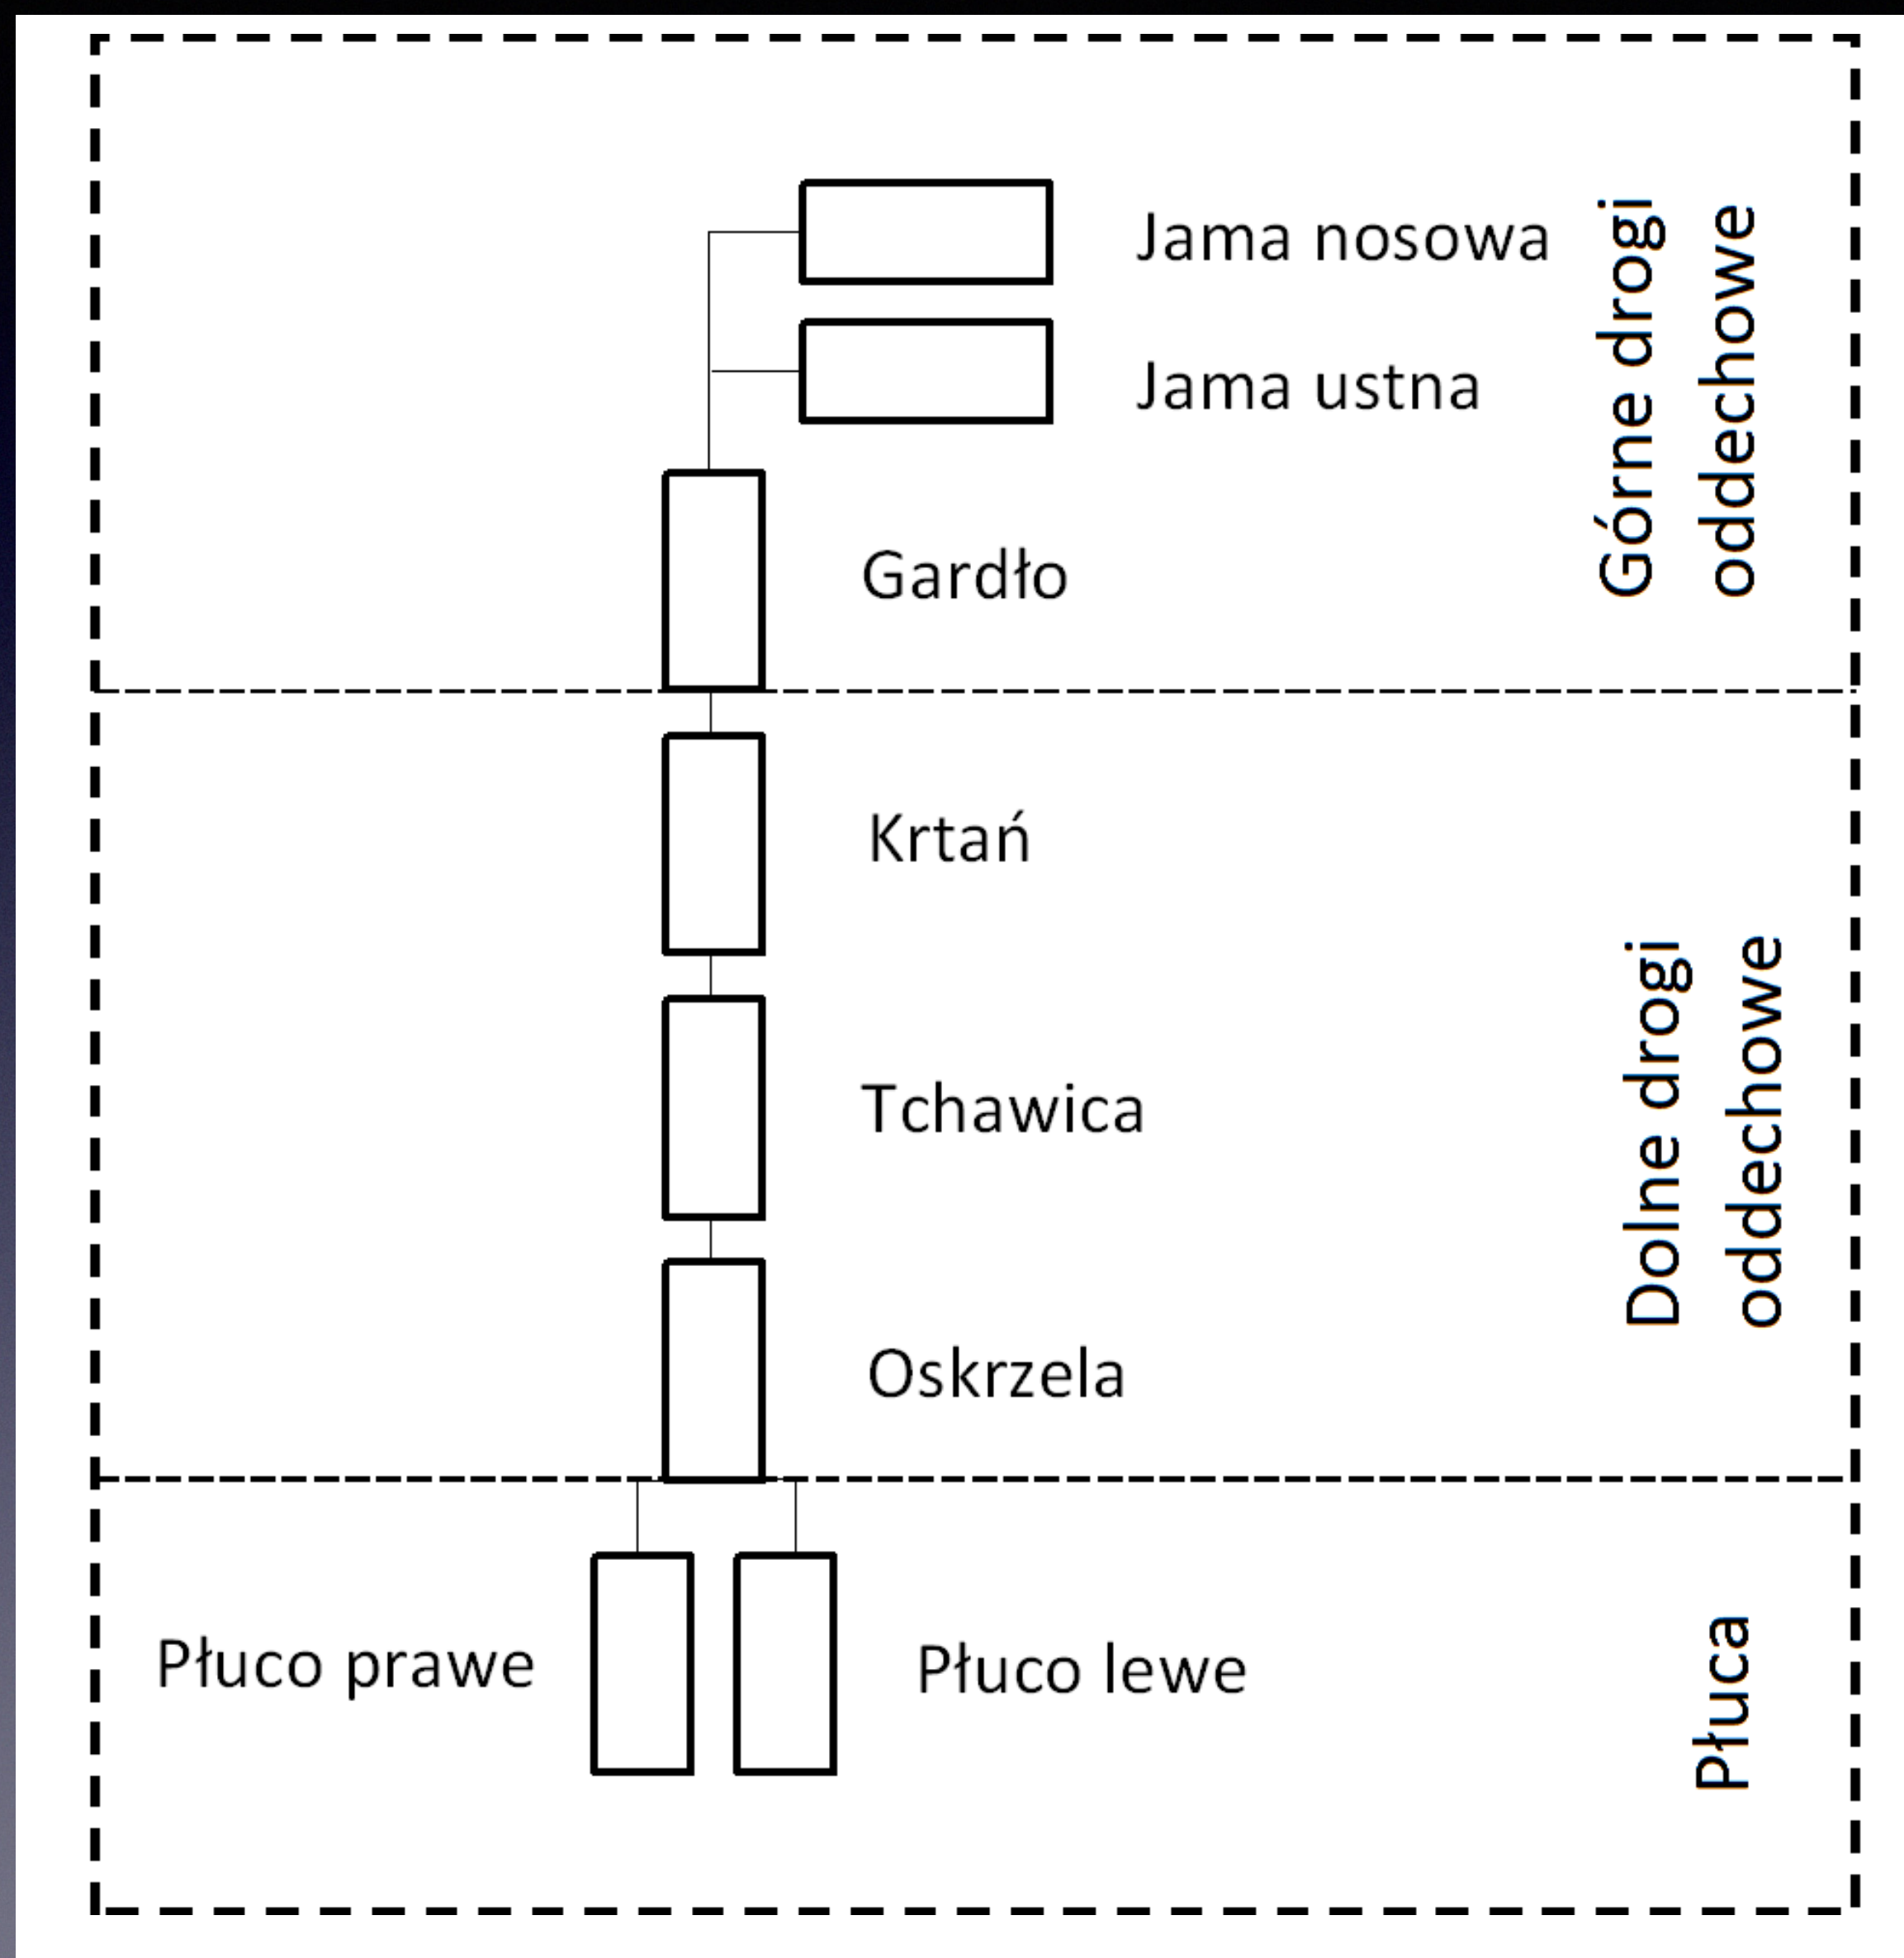 Jama nosowa
Jama ustna
Gardło
Górne drogi
oddechowe
Krtań
Tchawica
Oskrzela
Dolne drogi
oddechowe
Płuco prawe
Płuco lewe
Płuca